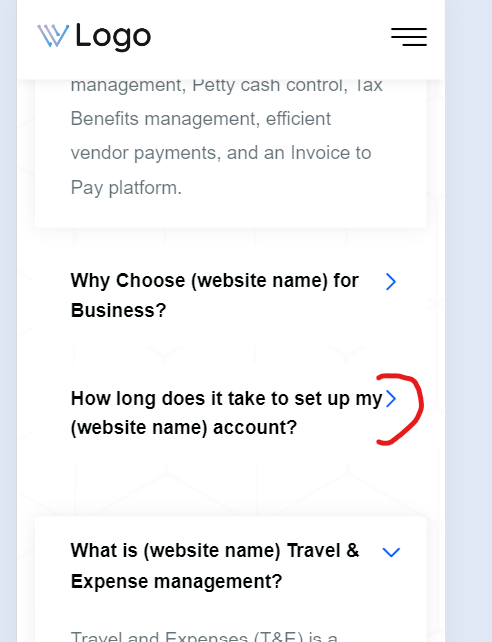 Logo
management, Petty cash control, Tax
Benefits management, efficient
vendor payments, and an Invoice to
Pay platform.
Why Choose (website name) for
Business?
How long does it take to set up my
(website name) account?
What is (website name) Travel &
Expense management?
Travel and Expenses (T&E) is a